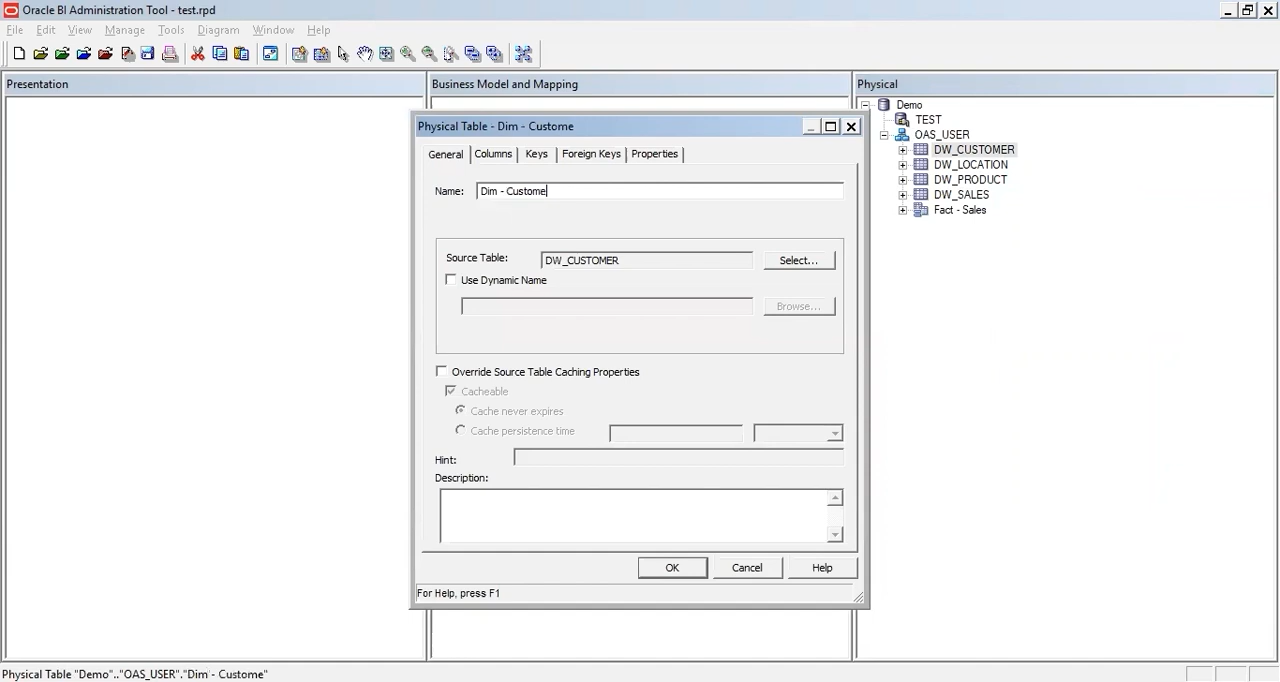 Oracle BI Administration Tool - test.rpd
File Edit View Manage Tools Diagram Window Help
Presentation
Business Model and Mapping
Physical
Demo
TEST
OAS_USER
DW_CUSTOMER
DW_LOCATION
DW_PRODUCT
DW_SALES
Fact - Sales
Physical Table - Dim - Custome
General Columns Keys Foreign Keys Properties
Name: Dim - Custome
Source Table: DW_CUSTOMER Select...
Use Dynamic Name
Browse...
Override Source Table Caching Properties
Cacheable
Cache never expires
Cache persistence time
Hint:
Description:
OK Cancel Help
For Help, press F1
Physical Table "Demo".."OAS_USER"."Dim - Custome"